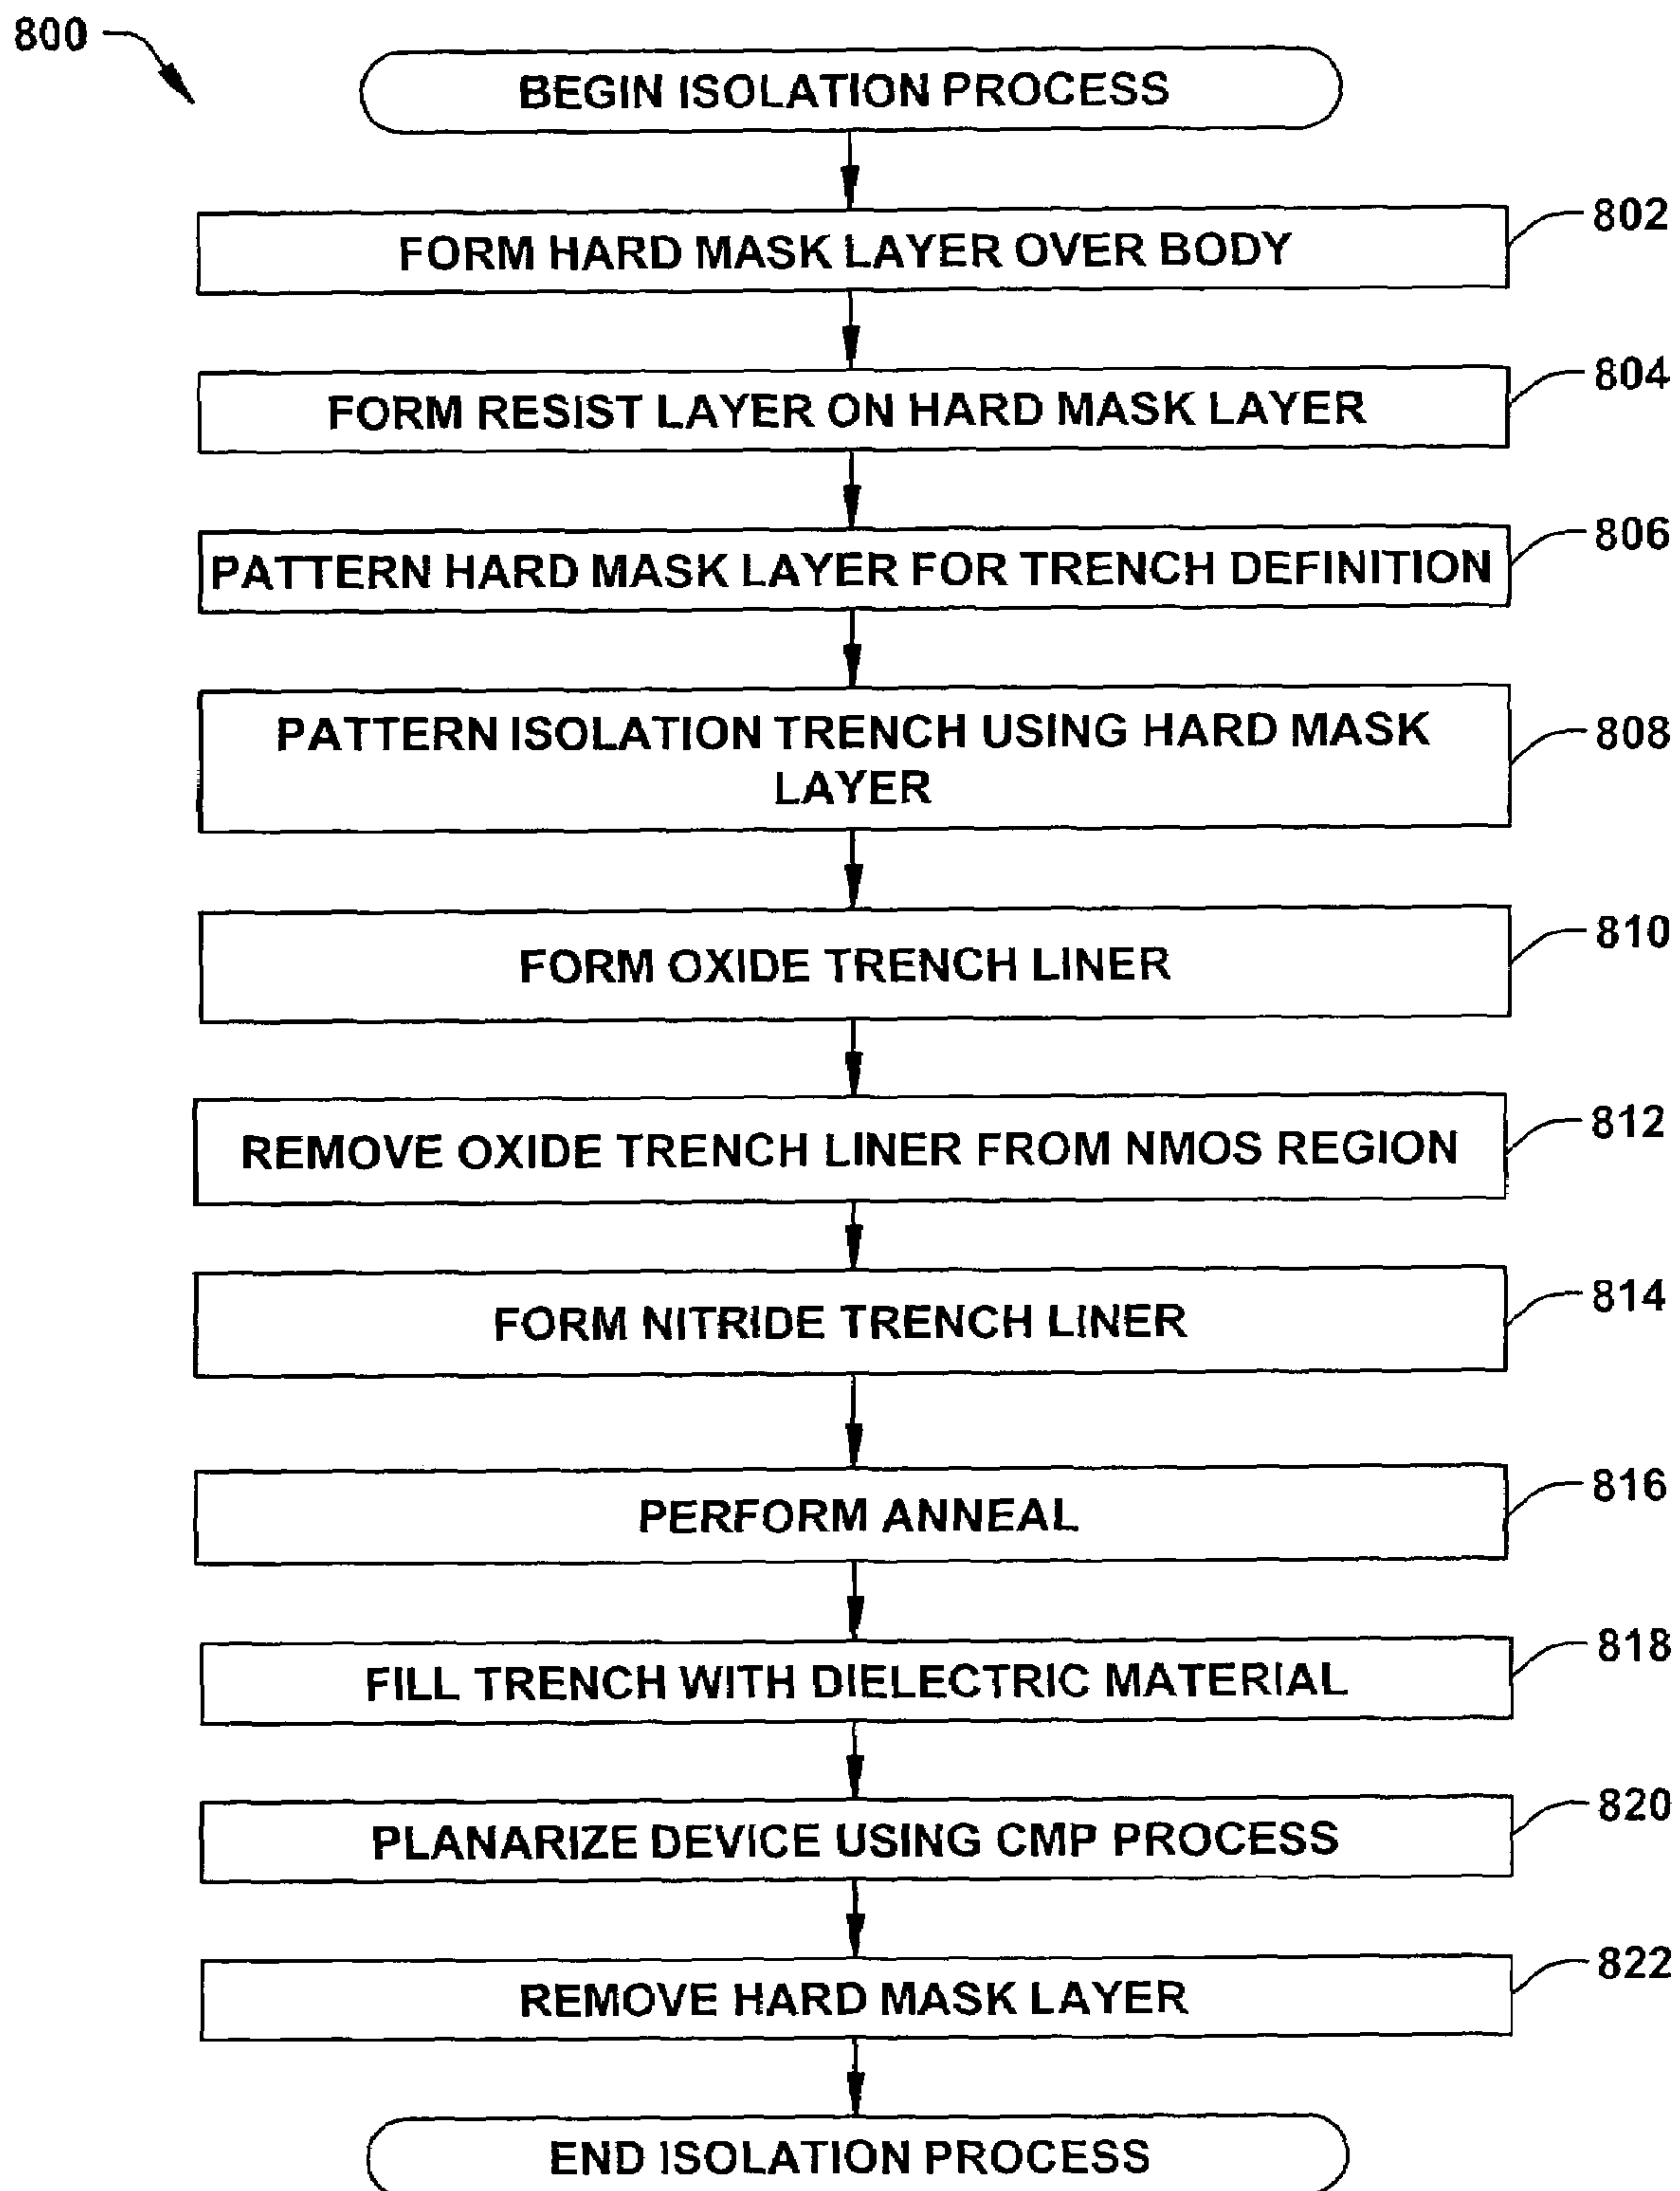 800
BEGIN ISOLATION PROCESS
802
FORM HARD MASK LAYER OVER BODY
804
FORM RESIST LAYER ON HARD MASK LAYER
806
PATTERN HARD MASK LAYER FOR TRENCH DEFINITION
808
PATTERN ISOLATION TRENCH USING HARD MASK
LAYER
810
FORM OXIDE TRENCH LINER
812
REMOVE OXIDE TRENCH LINER FROM NMOS REGION
814
FORM NITRIDE TRENCH LINER
816
PERFORM ANNEAL
818
FILL TRENCH WITH DIELECTRIC MATERIAL
820
PLANARIZE DEVICE USING CMP PROCESS
822
REMOVE HARD MASK LAYER
END ISOLATION PROCESS